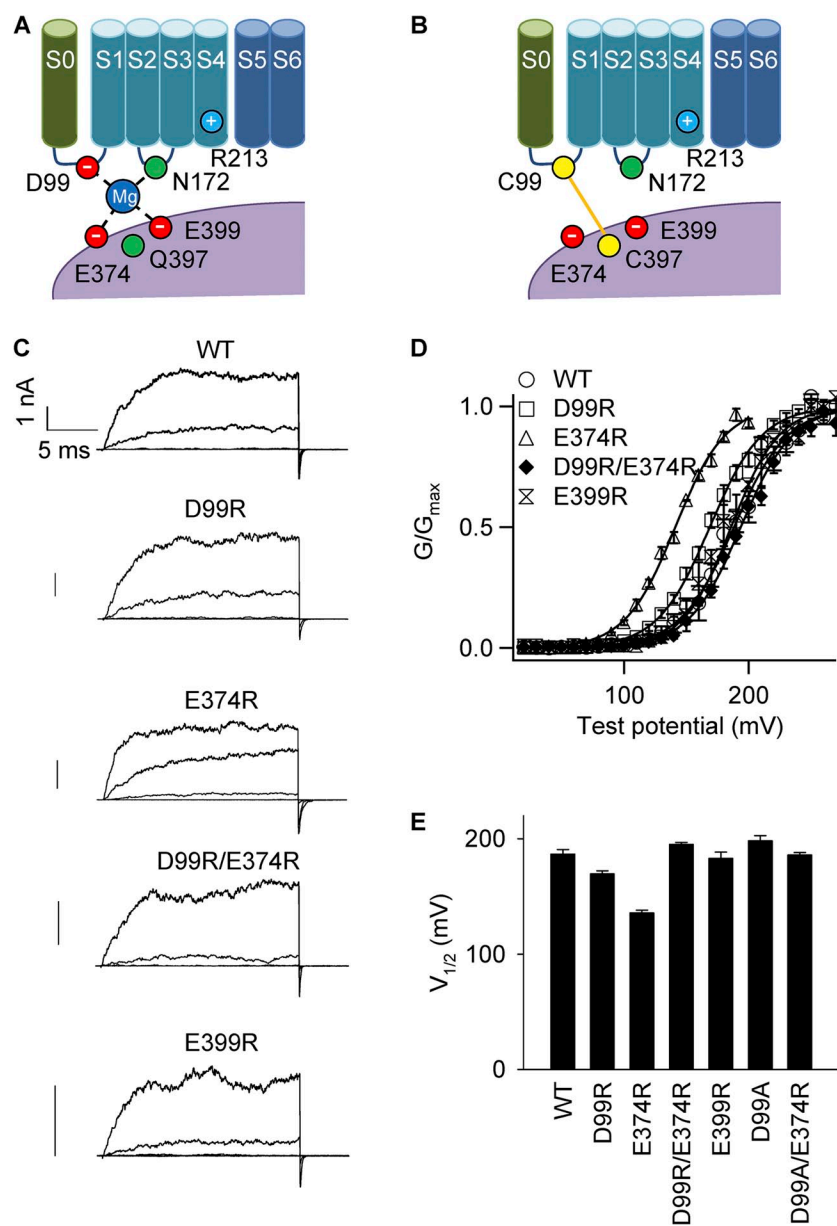 A
S0 S1 S2 S3 S4 S5 S6
+
R213
D99 - N172
Mg
- - E399
E374 Q397
B
S0 S1 S2 S3 S4 S5 S6
+
R213
C99 N172
- - E399
E374 C397
C
WT
1 nA
5 ms
D99R
E374R
D99R/E374R
E399R
D
WT
D99R
E374R
D99R/E374R
E399R
1.0
0.5
0.0
G/Gmax
100 200
Test potential (mV)
E
200
100
0
V1/2 (mV)
WT
D99R
E374R
D99R/E374R
E399R
D99A
D99A/E374R